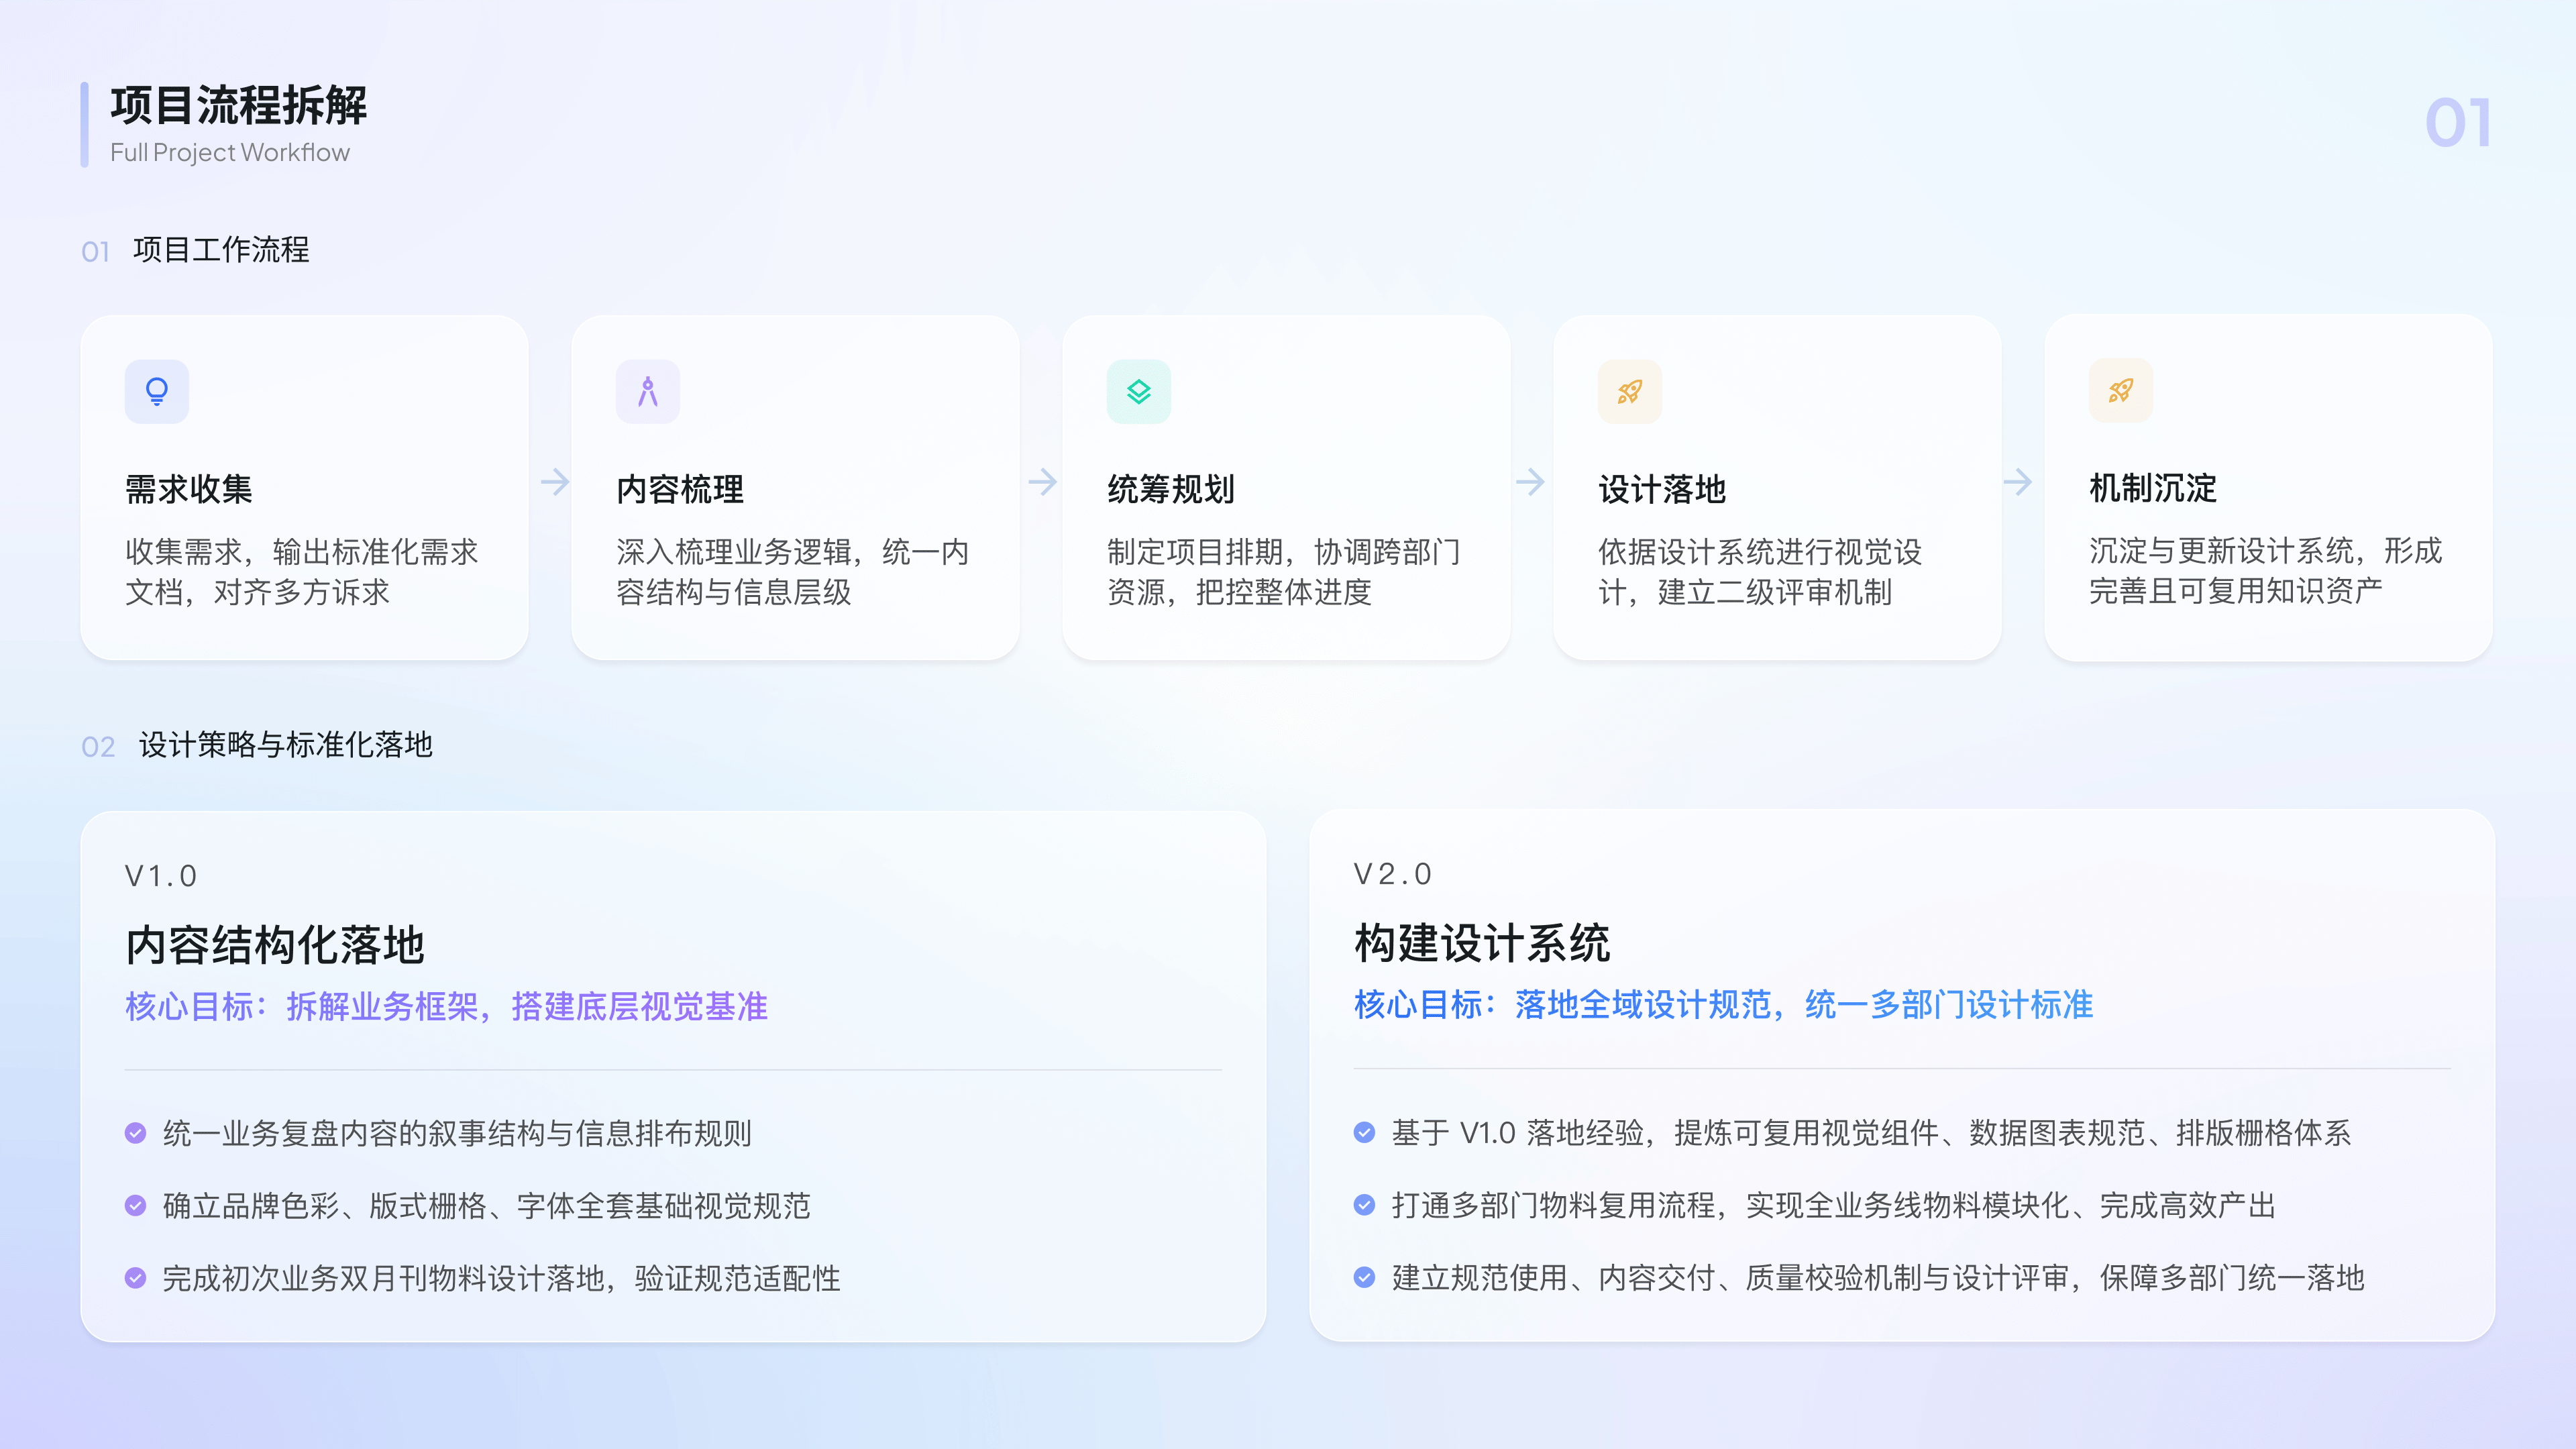 项目流程拆解
Full Project Workflow
01
01 项目工作流程
需求收集
收集需求，输出标准化需求
文档，对齐多方诉求
内容梳理
深入梳理业务逻辑，统一内
容结构与信息层级
统筹规划
制定项目排期，协调跨部门
资源，把控整体进度
设计落地
依据设计系统进行视觉设
计，建立二级评审机制
机制沉淀
沉淀与更新设计系统，形成
完善且可复用知识资产
02 设计策略与标准化落地
V1.0
内容结构化落地
核心目标：拆解业务框架，搭建底层视觉基准
统一业务复盘内容的叙事结构与信息排布规则
确立品牌色彩、版式栅格、字体全套基础视觉规范
完成初次业务双月刊物料设计落地，验证规范适配性
V2.0
构建设计系统
核心目标：落地全域设计规范，统一多部门设计标准
基于 V1.0 落地经验，提炼可复用视觉组件、数据图表规范、排版栅格体系
打通多部门物料复用流程，实现全业务线物料模块化、完成高效产出
建立规范使用、内容交付、质量校验机制与设计评审，保障多部门统一落地